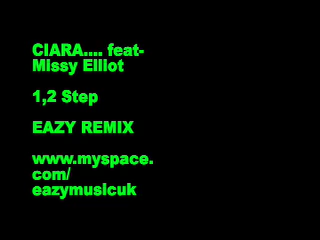 CIARA.... feat-
Missy Elliot
1,2 Step
EAZY REMIX
www.myspace.
com/
eazymusicuk